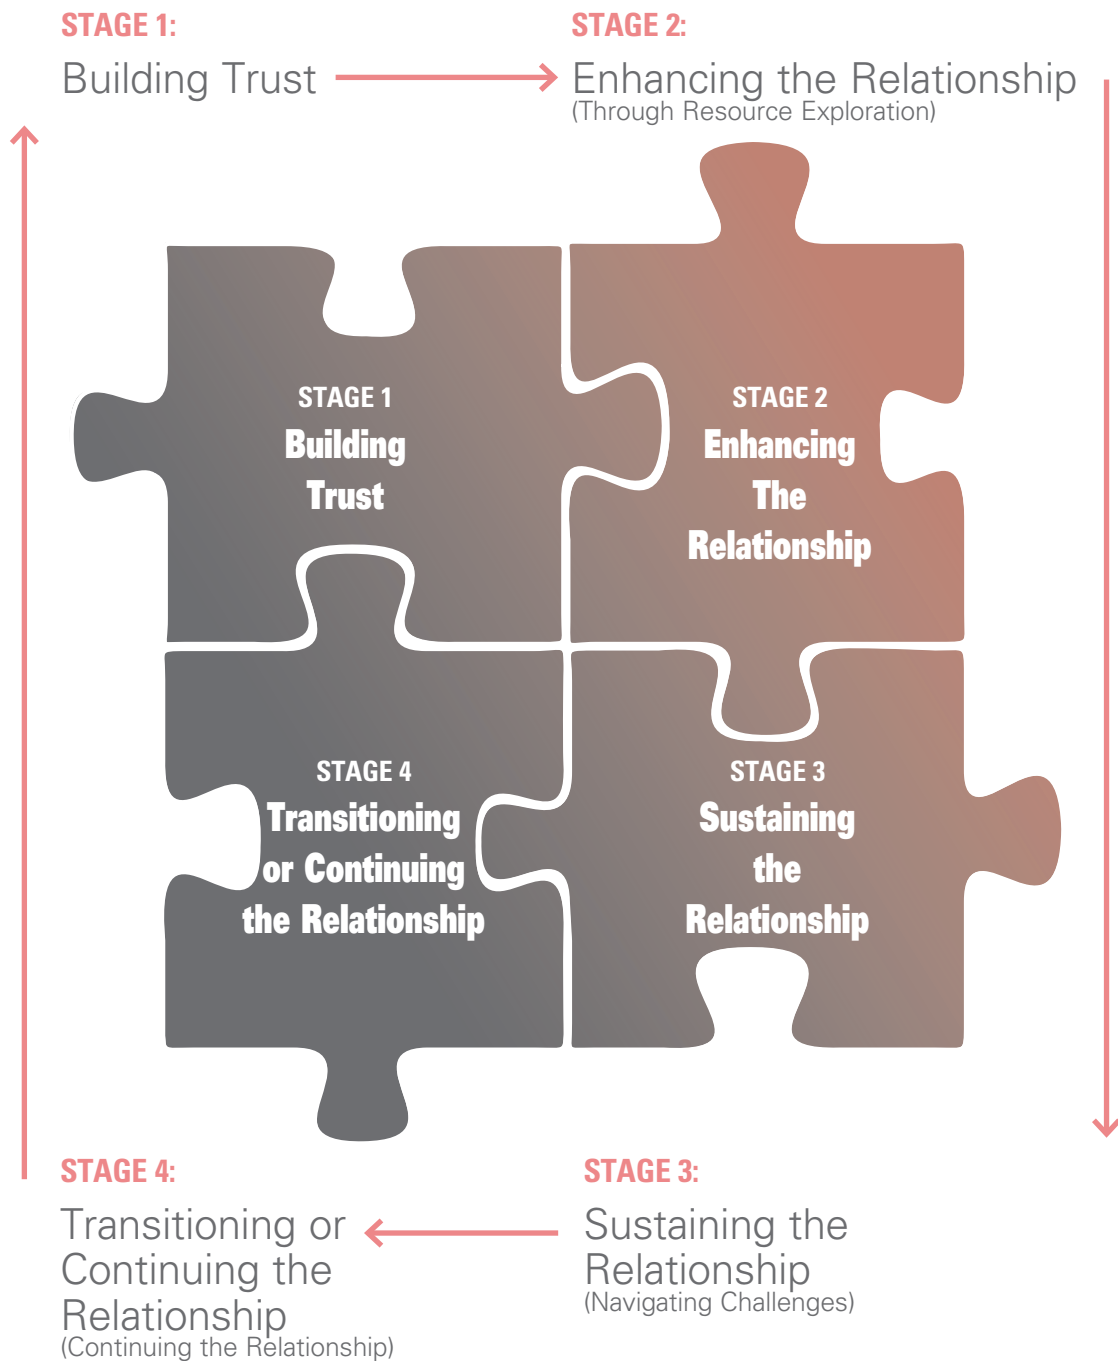 STAGE 1:
Building Trust
STAGE 2:
Enhancing the Relationship
(Through Resource Exploration)
STAGE 1
Building
Trust
STAGE 2
Enhancing
The
Relationship
STAGE 4
Transitioning
or Continuing
the Relationship
STAGE 3
Sustaining
the
Relationship
STAGE 4:
Transitioning or
Continuing the
Relationship
(Continuing the Relationship)
STAGE 3:
Sustaining the
Relationship
(Navigating Challenges)